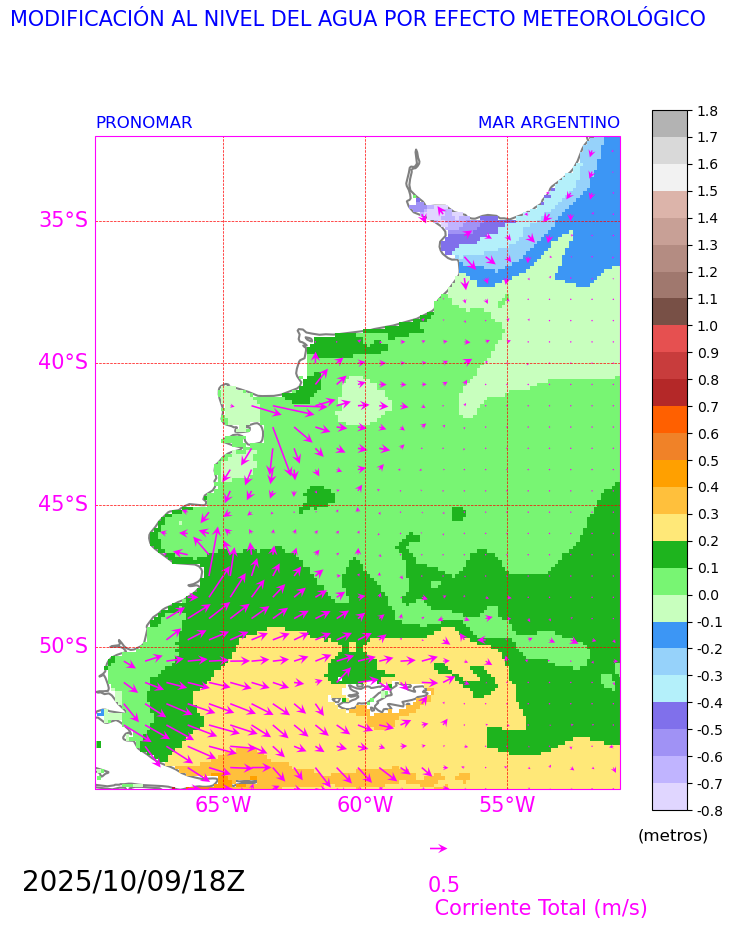 MODIFICACIÓN AL NIVEL DEL AGUA POR EFECTO METEOROLÓGICO
PRONOMAR
MAR ARGENTINO
35°S
40°S
45°S
50°S
65°W
60°W
55°W
1.8
1.7
1.6
1.5
1.4
1.3
1.2
1.1
1.0
0.9
0.8
0.7
0.6
0.5
0.4
0.3
0.2
0.1
0.0
-0.1
-0.2
-0.3
-0.4
-0.5
-0.6
-0.7
-0.8
(metros)
2025/10/09/18Z
0.5
Corriente Total (m/s)